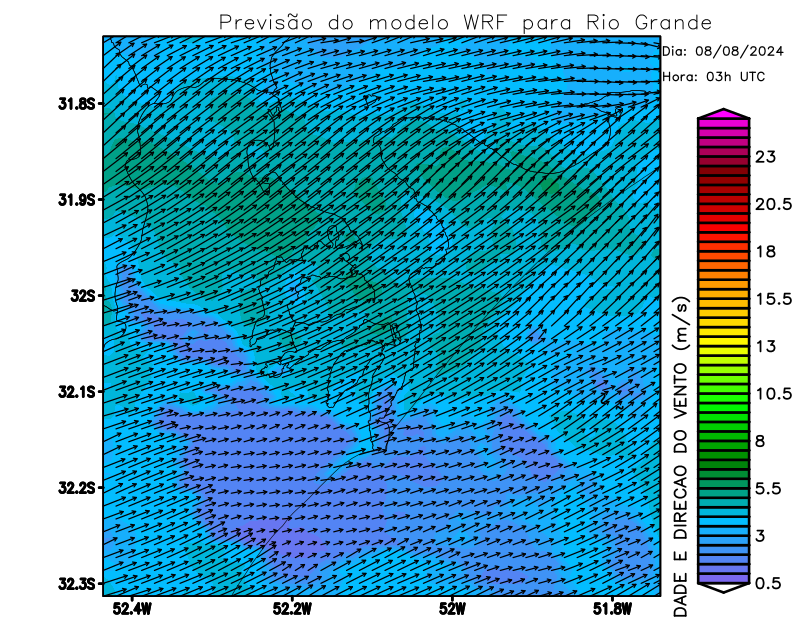 Previsão do modelo WRF para Rio Grande
Dia: 08/08/2024
Hora: 03h UTC
31.8S
31.9S
32S
32.1S
32.2S
32.3S
52.4W
52.2W
52W
51.8W
23
20.5
18
15.5
13
10.5
8
5.5
3
0.5
DADE E DIRECAO DO VENTO (m/s)